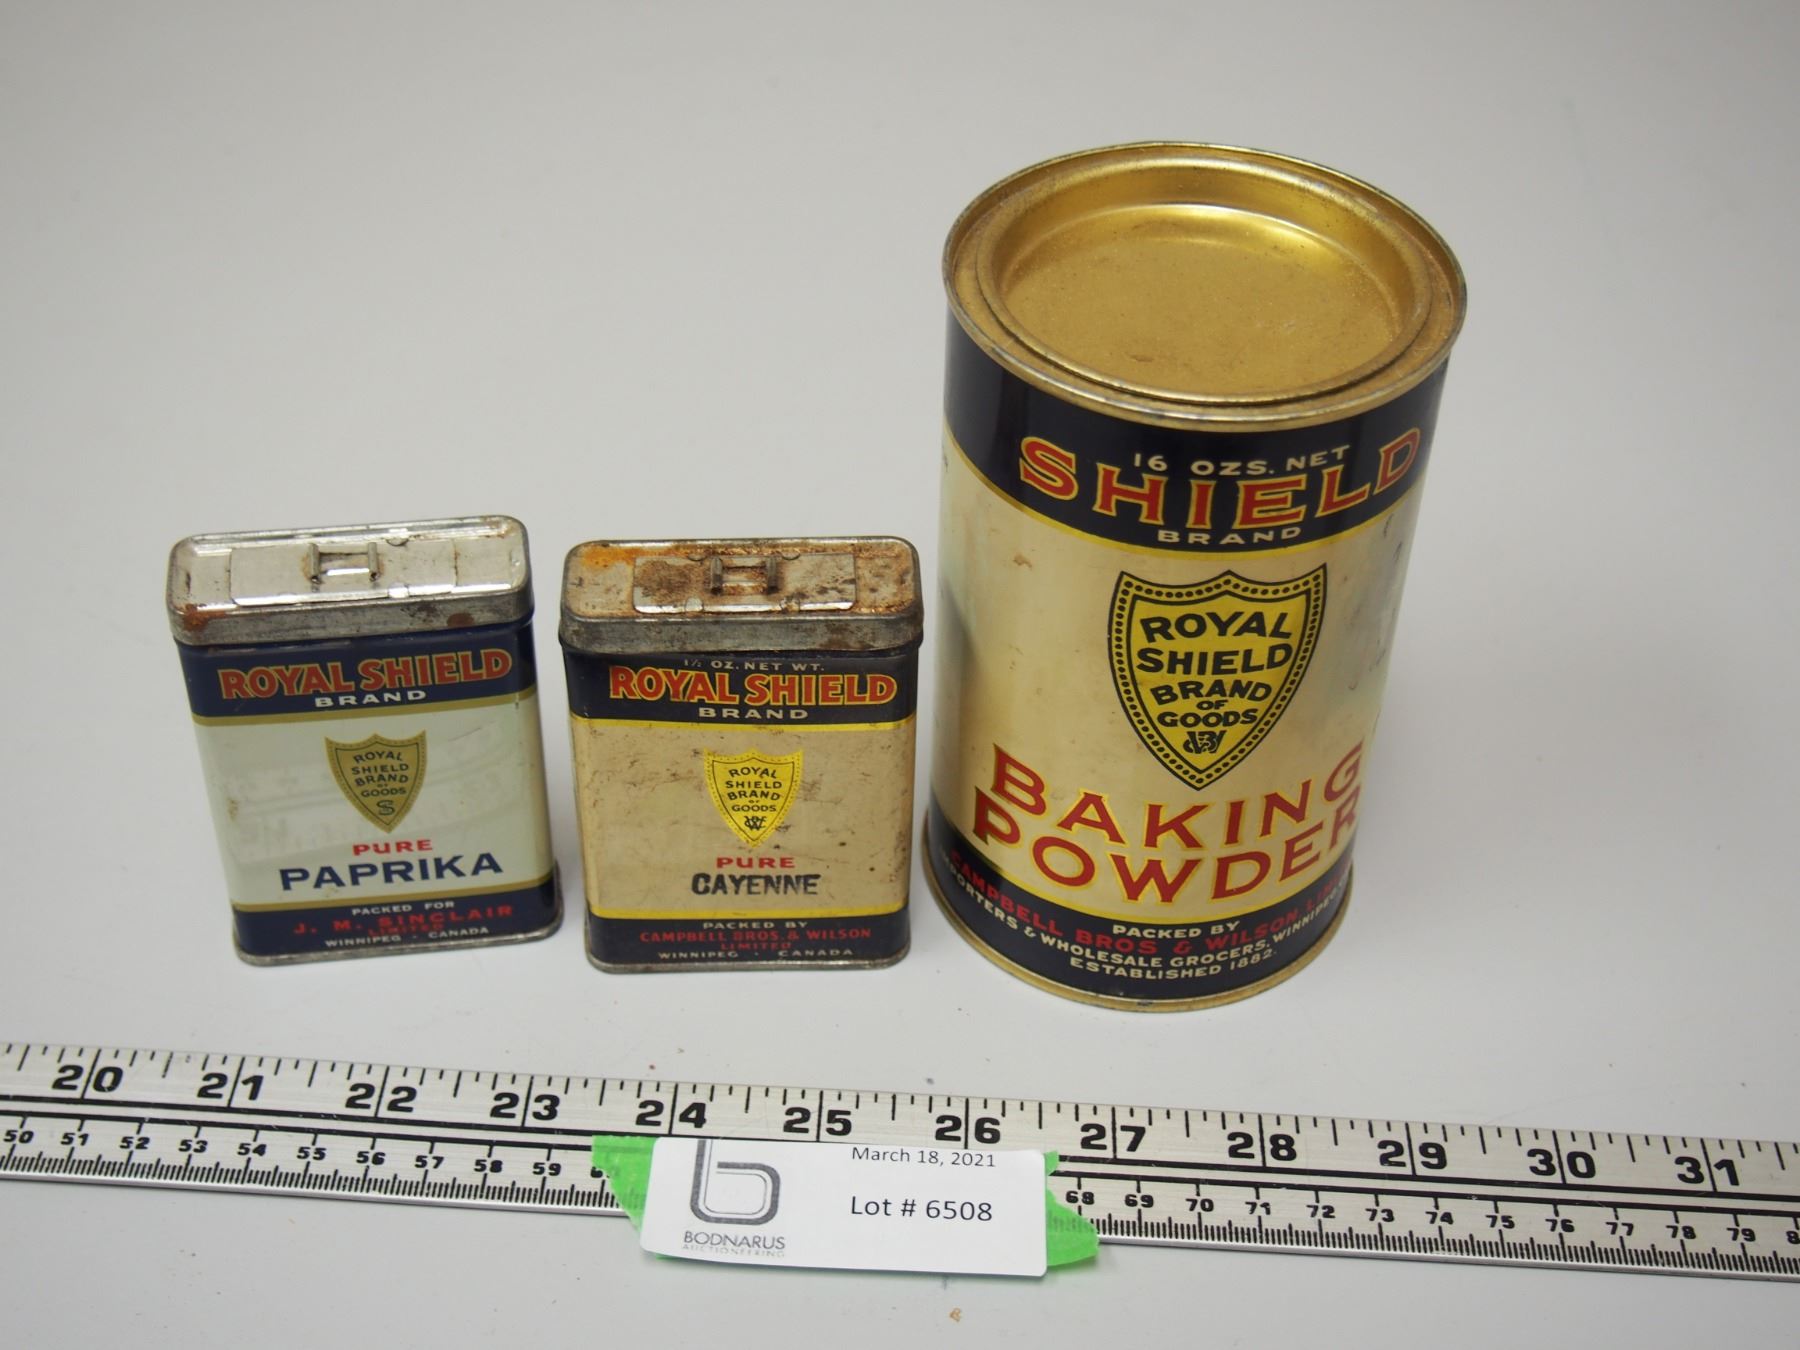 ROYAL SHIELD
BRAND
ROYAL
SHIELD
BRAND
OF
GOODS
S
PURE
PAPRIKA
PACKED FOR
J. M. SINCLAIR
LIMITED
WINNIPEG · CANADA
1½ OZ. NET WT.
ROYAL SHIELD
BRAND
ROYAL
SHIELD
BRAND
OF
GOODS
PURE
CAYENNE
PACKED BY
CAMPBELL BROS. & WILSON
LIMITED
WINNIPEG · CANADA
16 OZS. NET
SHIELD
BRAND
ROYAL
SHIELD
BRAND
OF
GOODS
BAKING
POWDER
PACKED BY
CAMPBELL BROS & WILSON
& WHOLESALE GROCERS, WINNIPEG
ESTABLISHED 1882.
20 21 22 23 24 25 26 27 28 29 30 31
50 51 52 53 54 55 56 57 58 59 68 69 70 71 72 73 74 75 76 77 78 79
March 18, 2021
Lot # 6508
BODNARUS
AUCTIONEERING